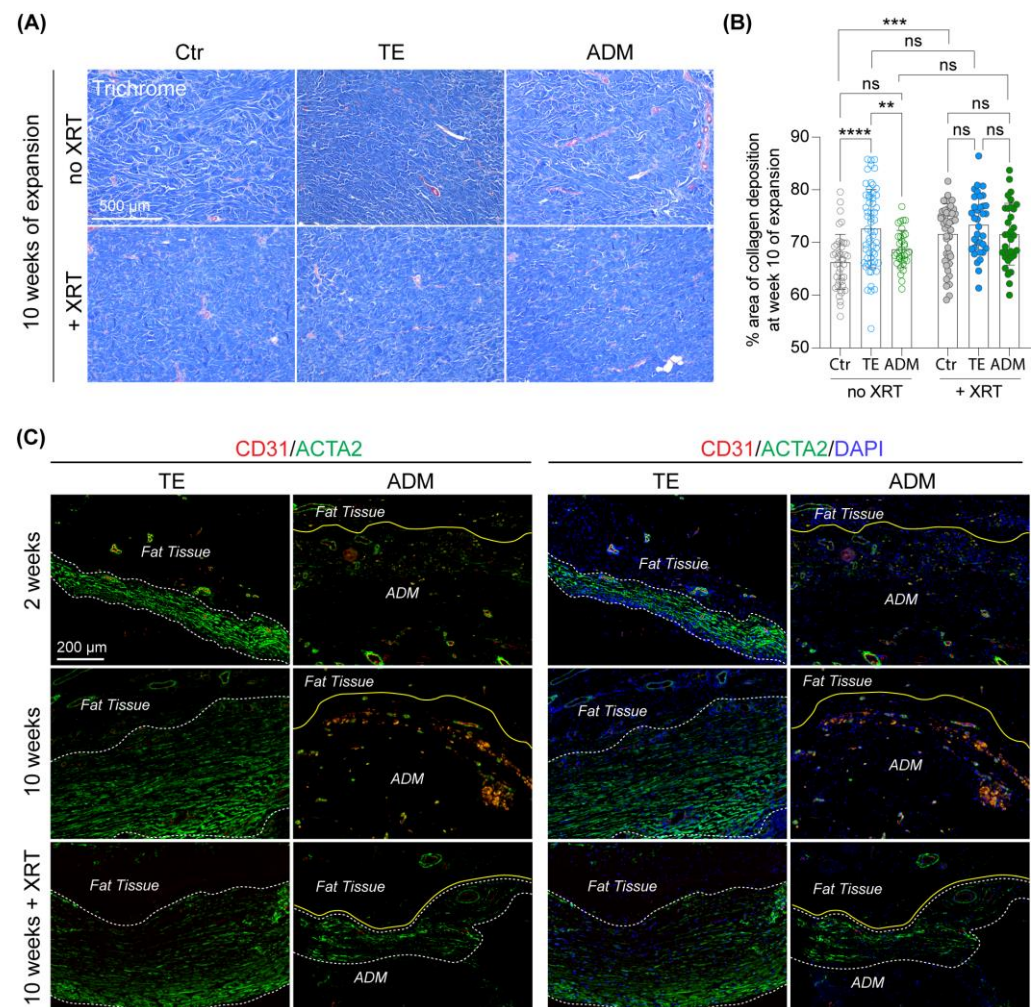 (A)
Ctr
TE
ADM
10 weeks of expansion
no XRT
+ XRT
Trichrome
500 µm
(B)
***
ns
ns
ns
**
****
ns
ns
ns
% area of collagen deposition
at week 10 of expansion
90
80
70
60
50
Ctr
TE
ADM
Ctr
TE
ADM
no XRT
+ XRT
(C)
CD31/ACTA2
CD31/ACTA2/DAPI
TE
ADM
TE
ADM
2 weeks
Fat Tissue
200 µm
Fat Tissue
ADM
Fat Tissue
Fat Tissue
ADM
10 weeks
Fat Tissue
Fat Tissue
ADM
Fat Tissue
Fat Tissue
ADM
10 weeks + XRT
Fat Tissue
Fat Tissue
ADM
Fat Tissue
Fat Tissue
ADM